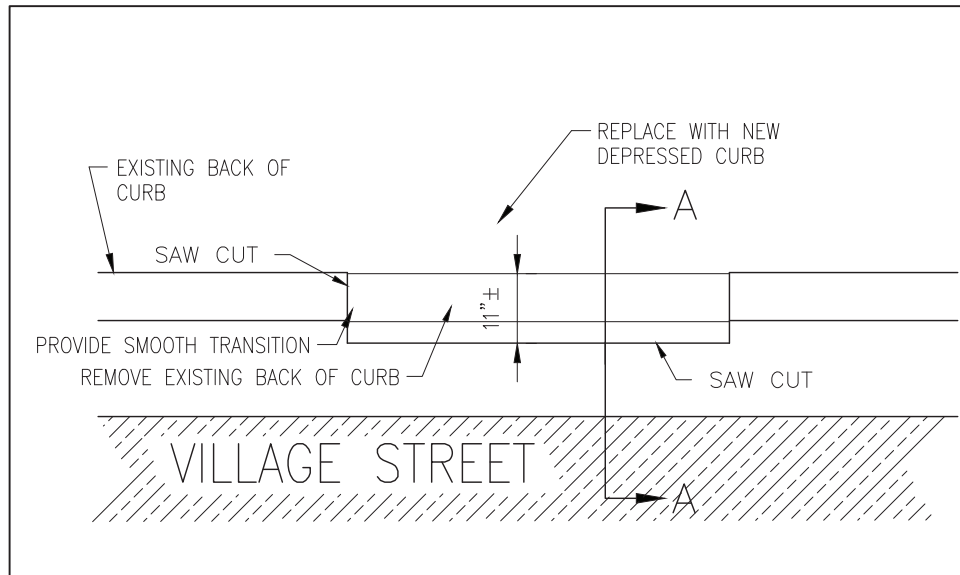 REPLACE WITH NEW
DEPRESSED CURB
EXISTING BACK OF
CURB
A
SAW CUT
11"±
PROVIDE SMOOTH TRANSITION
REMOVE EXISTING BACK OF CURB
SAW CUT
VILLAGE STREET
A